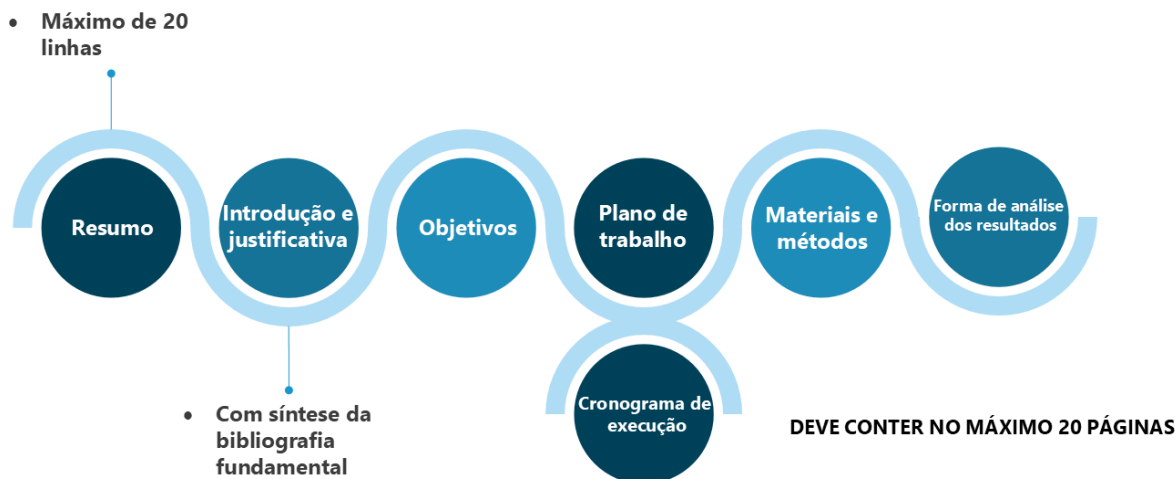 • Máximo de 20
linhas
Resumo
Introdução e
justificativa
Objetivos
Plano de
trabalho
Materiais e
métodos
Forma de análise
dos resultados
Cronograma de
execução
• Com síntese da
bibliografia
fundamental
DEVE CONTER NO MÁXIMO 20 PÁGINAS